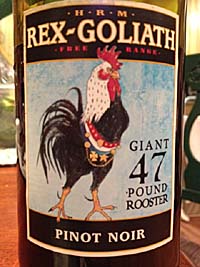 ·H·R·M·
REX-GOLIATH
·FREE RANGE·
GIANT
47
·POUND·
ROOSTER
PINOT NOIR